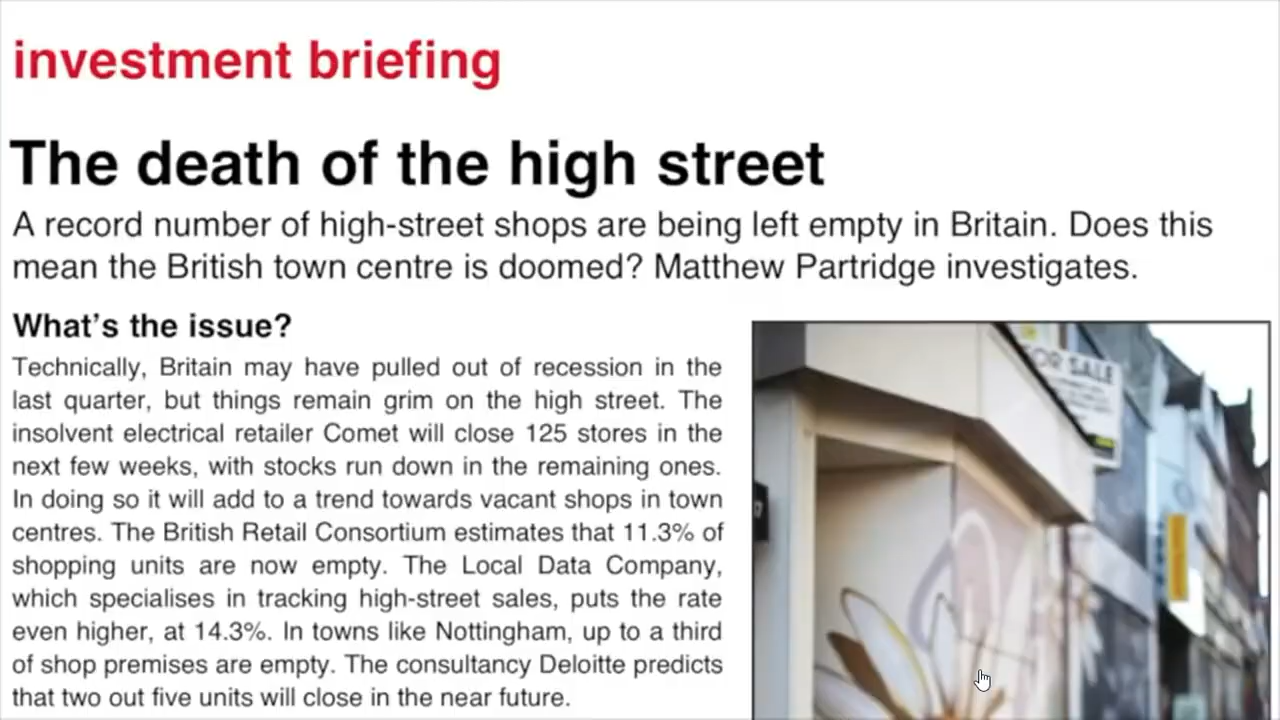 investment briefing
The death of the high street
A record number of high-street shops are being left empty in Britain. Does this
mean the British town centre is doomed? Matthew Partridge investigates.
What's the issue?
Technically, Britain may have pulled out of recession in the
last quarter, but things remain grim on the high street. The
insolvent electrical retailer Comet will close 125 stores in the
next few weeks, with stocks run down in the remaining ones.
In doing so it will add to a trend towards vacant shops in town
centres. The British Retail Consortium estimates that 11.3% of
shopping units are now empty. The Local Data Company,
which specialises in tracking high-street sales, puts the rate
even higher, at 14.3%. In towns like Nottingham, up to a third
of shop premises are empty. The consultancy Deloitte predicts
that two out five units will close in the near future.
FOR SALE